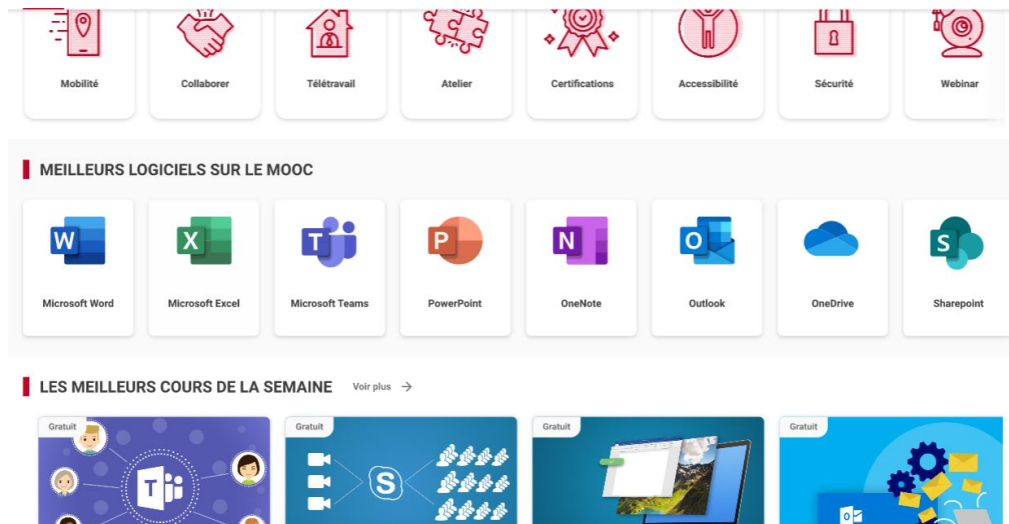 Mobilité
Collaborer
Télétravail
Atelier
Certifications
Accessibilité
Sécurité
Webinar
MEILLEURS LOGICIELS SUR LE MOOC
W
X
T
P
N
O
S
Microsoft Word
Microsoft Excel
Microsoft Teams
PowerPoint
OneNote
Outlook
OneDrive
Sharepoint
LES MEILLEURS COURS DE LA SEMAINE Voir plus →
Gratuit
Gratuit
Gratuit
Gratuit
T
S
O